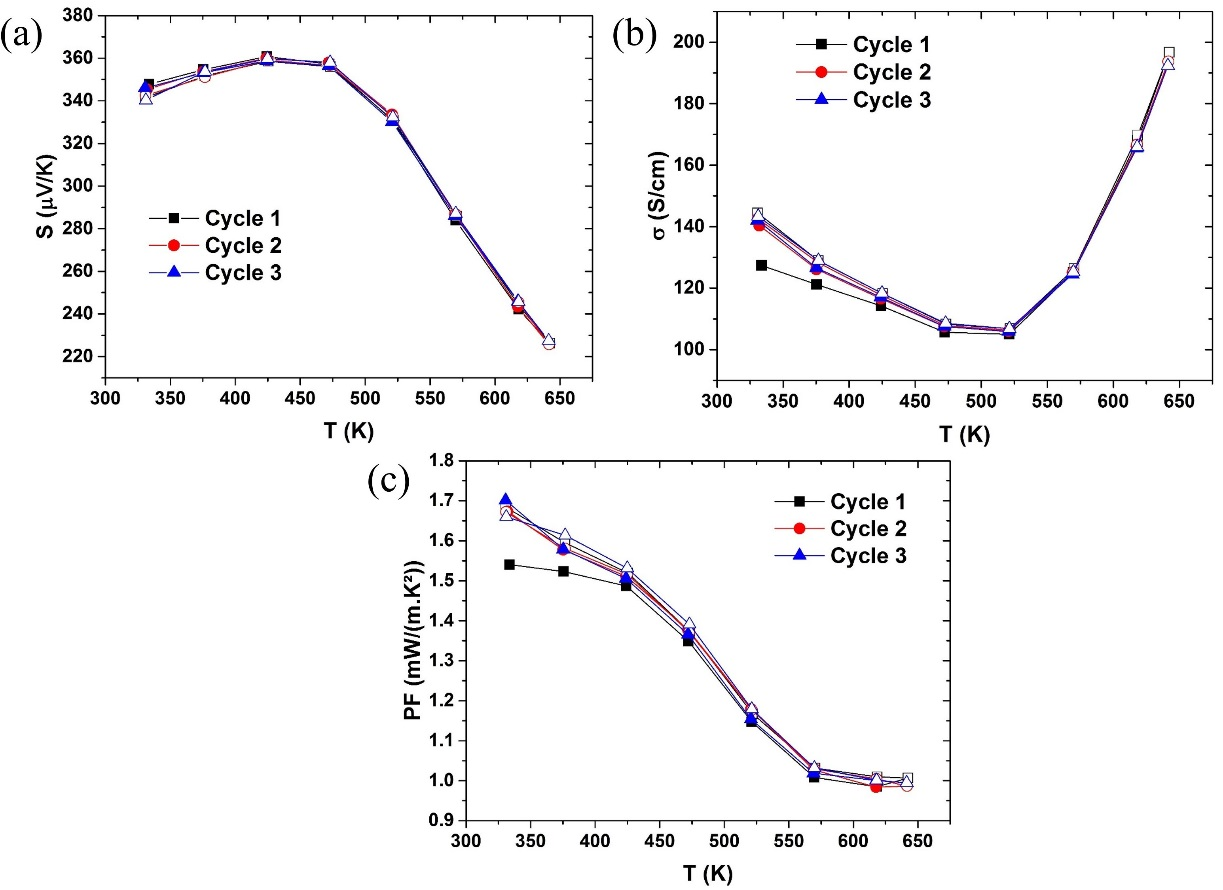 (a)
380
360
340
320
300
280
260
240
220
S (µV/K)
Cycle 1
Cycle 2
Cycle 3
300 350 400 450 500 550 600 650
T (K)
(b)
200
180
160
140
120
100
σ (S/cm)
Cycle 1
Cycle 2
Cycle 3
300 350 400 450 500 550 600 650
T (K)
(c)
1.8
1.7
1.6
1.5
1.4
1.3
1.2
1.1
1.0
0.9
PF (mW/(m.K²))
Cycle 1
Cycle 2
Cycle 3
300 350 400 450 500 550 600 650
T (K)